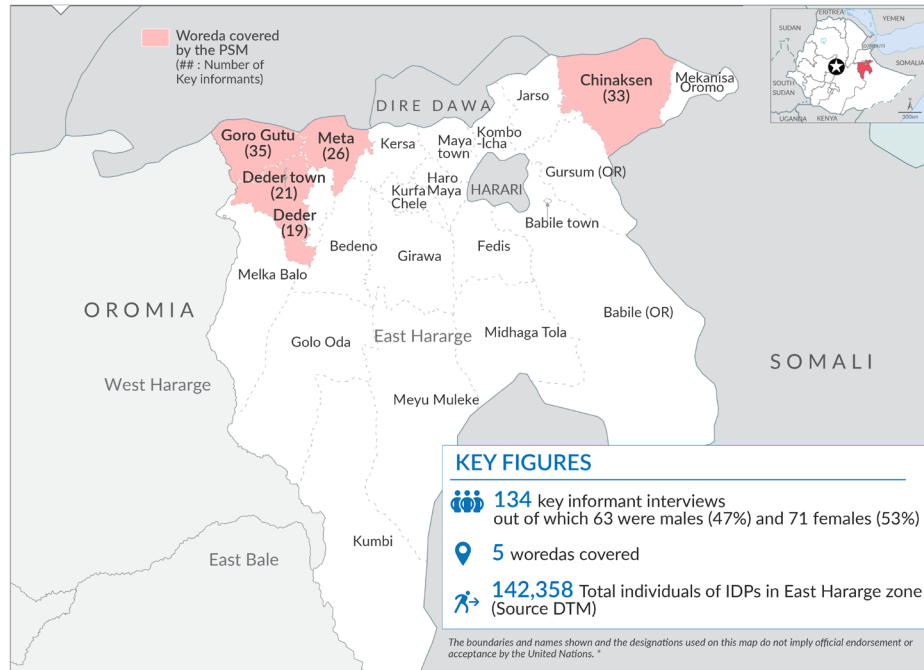 Woreda covered
by the PSM
(## : Number of
Key informants)
ERITREA
YEMEN
SUDAN
DJIBOUTI
SOMALIA
SOUTH
SUDAN
UGANDA
KENYA
300km
DIRE DAWA
Jarso
Chinaksen
(33)
Mekanisa
Oromo
Goro Gutu
(35)
Meta
(26)
Kersa
Maya
town
Kombo
-Icha
Deder town
(21)
Haro
Maya
Kurfa
Chele
HARARI
Gursum (OR)
Deder
(19)
Babile town
Bedeno
Girawa
Fedis
Melka Balo
OROMIA
Babile (OR)
Golo Oda
East Hararge
Midhaga Tola
SOMALI
West Hararge
Meyu Muleke
Kumbi
East Bale
KEY FIGURES
134 key informant interviews
out of which 63 were males (47%) and 71 females (53%)
5 woredas covered
142,358 Total individuals of IDPs in East Hararge zone
(Source DTM)
The boundaries and names shown and the designations used on this map do not imply official endorsement or
acceptance by the United Nations. *